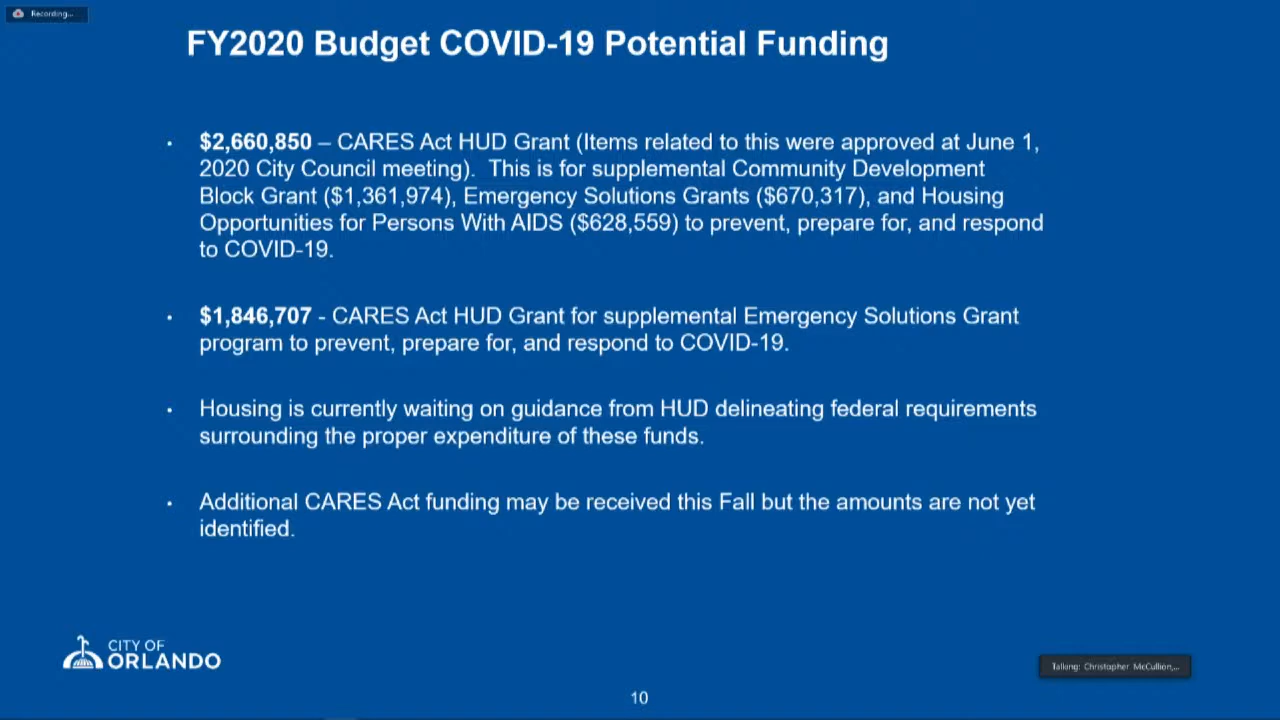 Recording...
FY2020 Budget COVID-19 Potential Funding
• $2,660,850 – CARES Act HUD Grant (Items related to this were approved at June 1,
2020 City Council meeting). This is for supplemental Community Development
Block Grant ($1,361,974), Emergency Solutions Grants ($670,317), and Housing
Opportunities for Persons With AIDS ($628,559) to prevent, prepare for, and respond
to COVID-19.
• $1,846,707 - CARES Act HUD Grant for supplemental Emergency Solutions Grant
program to prevent, prepare for, and respond to COVID-19.
• Housing is currently waiting on guidance from HUD delineating federal requirements
surrounding the proper expenditure of these funds.
• Additional CARES Act funding may be received this Fall but the amounts are not yet
identified.
CITY OF
ORLANDO
Talking: Christopher McCullion,...
10